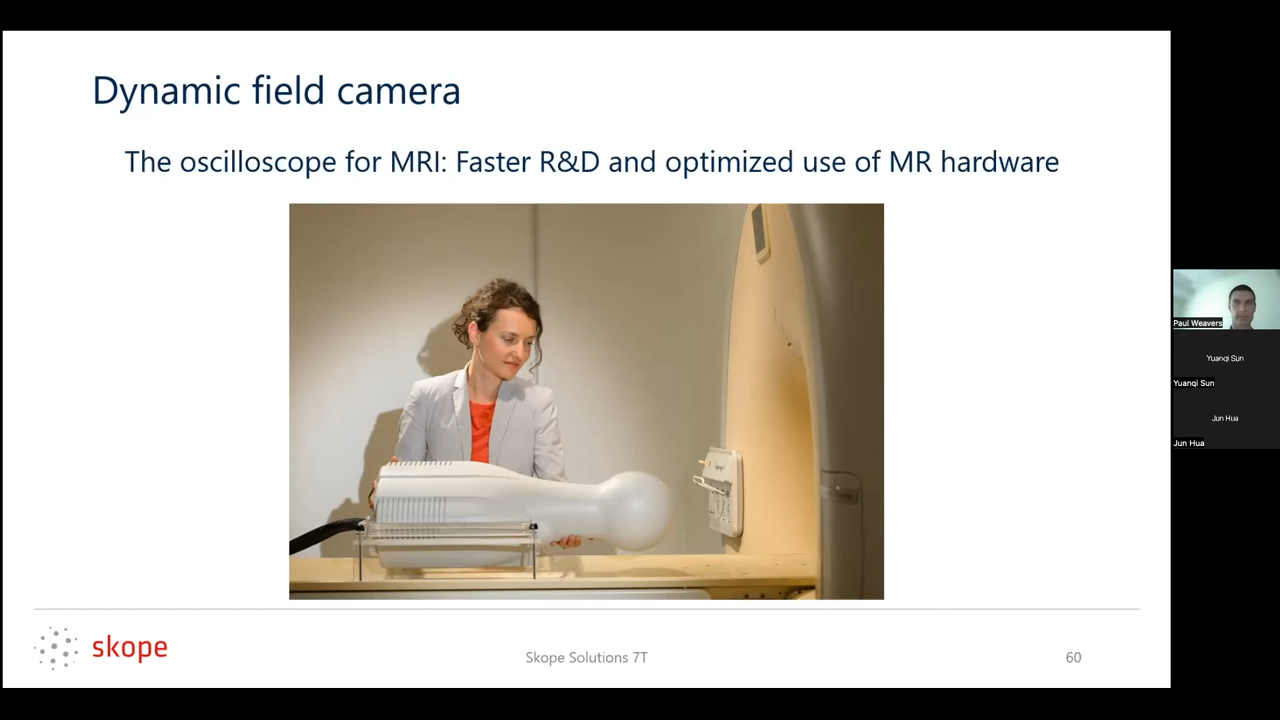 Dynamic field camera
The oscilloscope for MRI: Faster R&D and optimized use of MR hardware
skope
Skope Solutions 7T
60
Paul Weavers
Yuanqi Sun
Yuanqi Sun
Jun Hua
Jun Hua